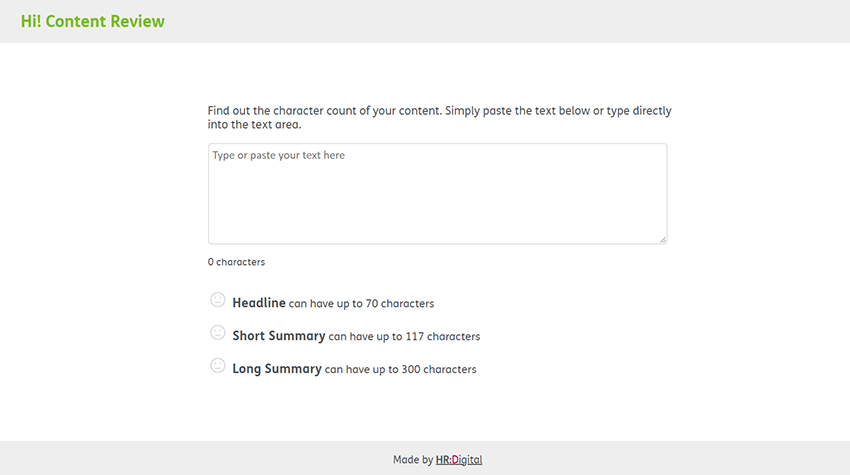 Hi! Content Review
Find out the character count of your content. Simply paste the text below or type directly
into the text area.
Type or paste your text here
0 characters
Headline can have up to 70 characters
Short Summary can have up to 117 characters
Long Summary can have up to 300 characters
Made by HR:Digital